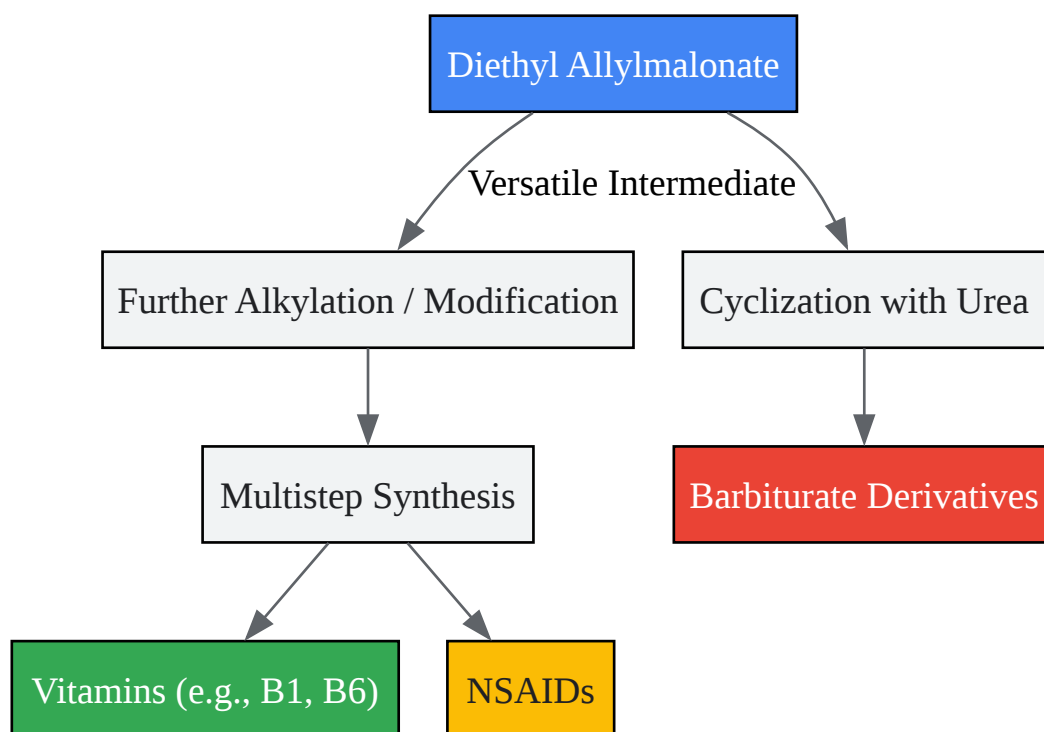 Diethyl Allylmalonate
Versatile Intermediate
Further Alkylation / Modification
Cyclization with Urea
Multistep Synthesis
Barbiturate Derivatives
Vitamins (e.g., B1, B6)
NSAIDs